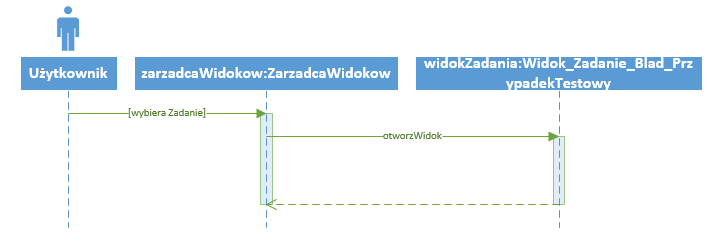 Użytkownik
zarzadcaWidokow:ZarzadcaWidokow
widokZadania:Widok_Zadanie_Blad_Prz
ypadekTestowy
[wybiera Zadanie]
otworzWidok